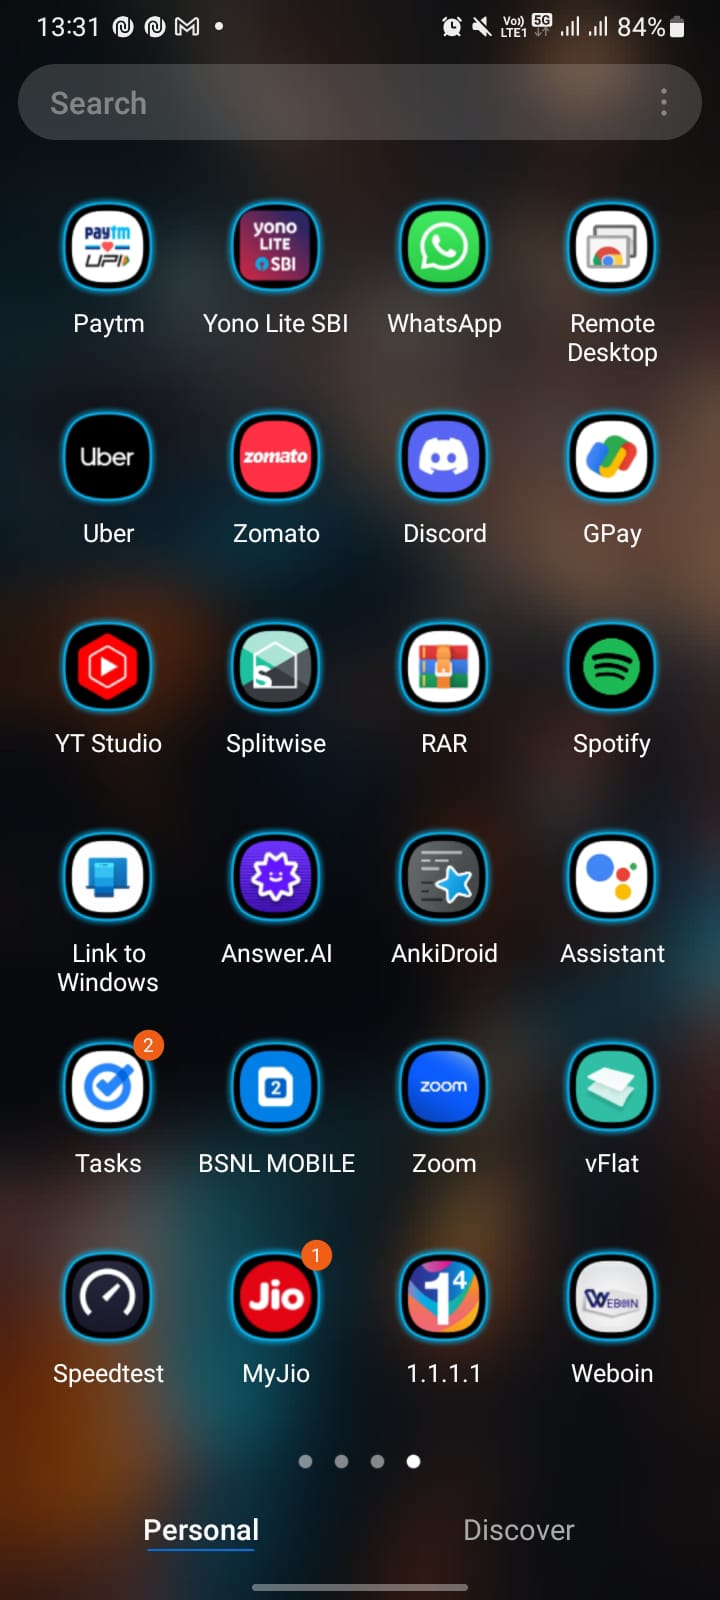 13:31
Vo)) LTE1 5G 84%
Search
paytm UPI
yono LITE SBI
Paytm Yono Lite SBI WhatsApp Remote Desktop
Uber zomato
Uber Zomato Discord GPay
S
YT Studio Splitwise RAR Spotify
Link to Windows Answer.AI AnkiDroid Assistant
2
2 zoom
Tasks BSNL MOBILE Zoom vFlat
1
Jio 1⁴ WEBOIN
Speedtest MyJio 1.1.1.1 Weboin
Personal Discover